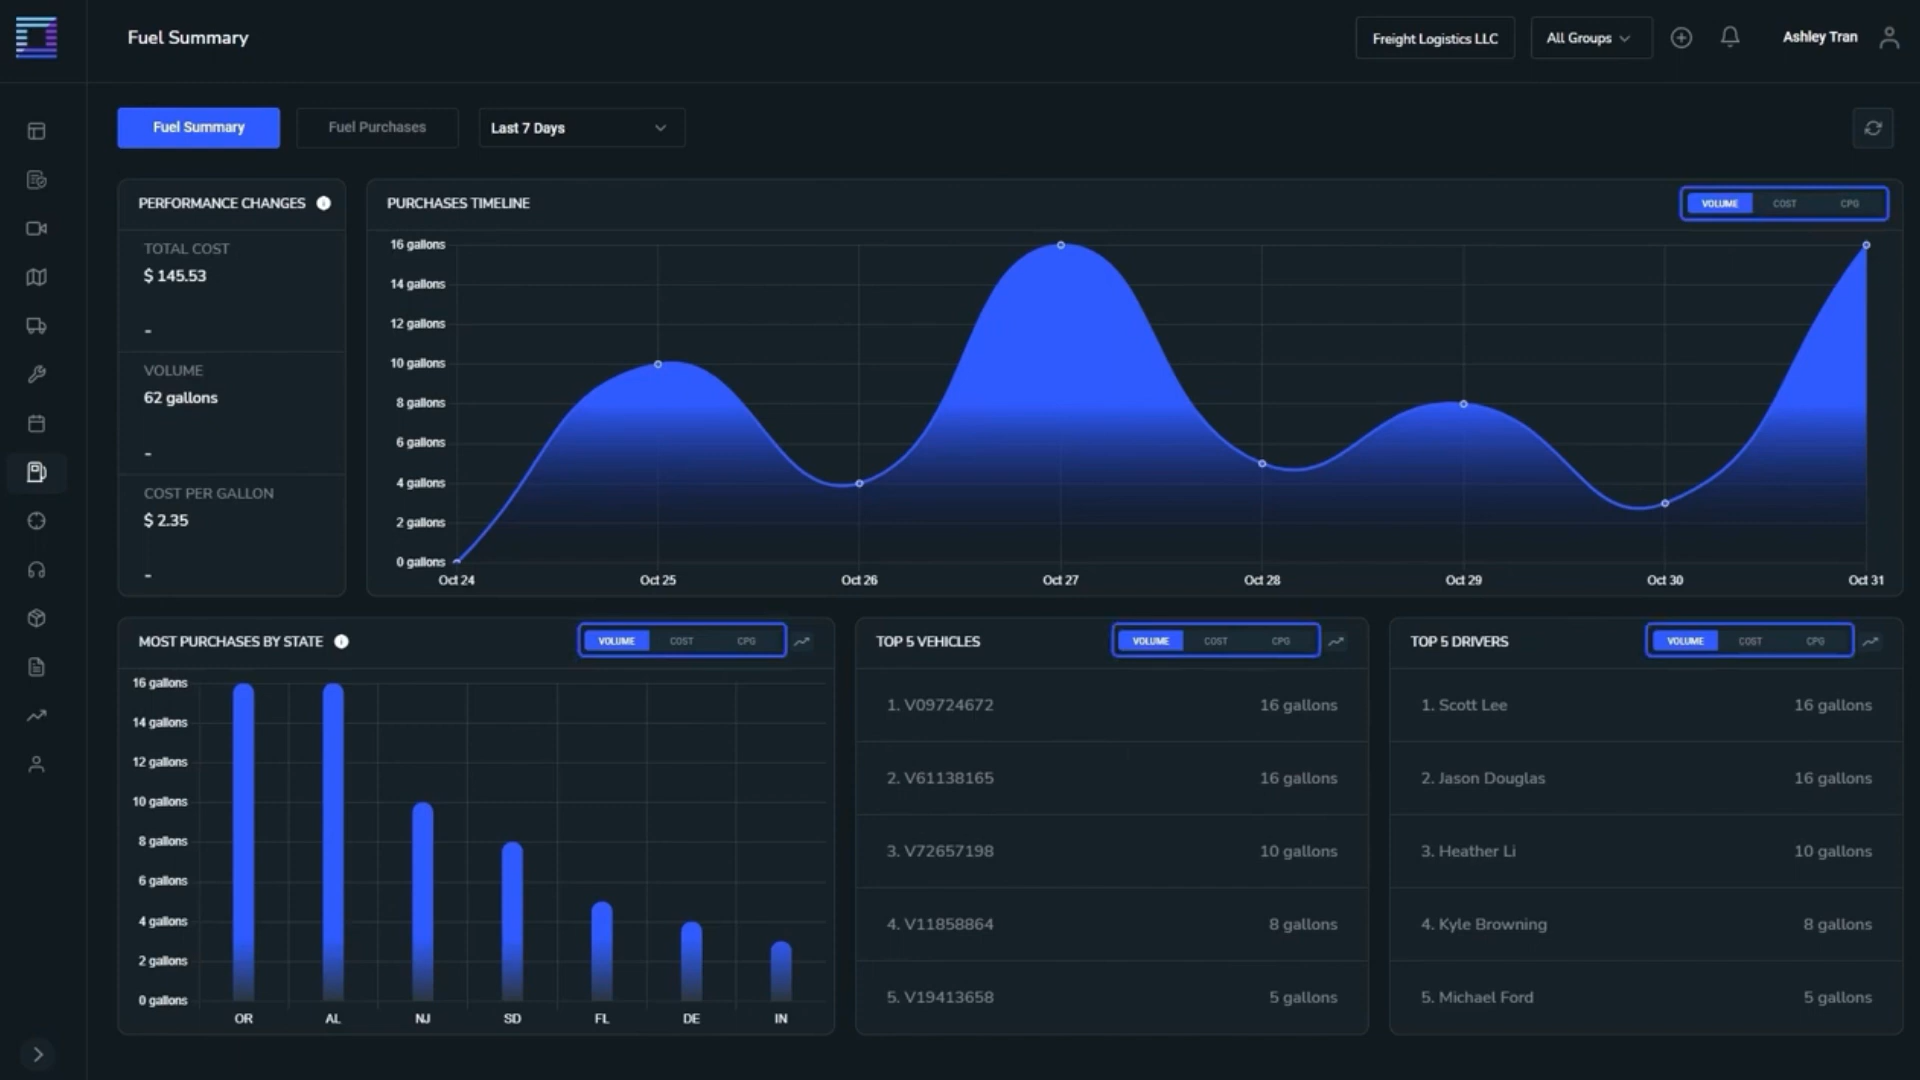 Fuel Summary
Freight Logistics LLC
All Groups
Ashley Tran
Fuel Summary
Fuel Purchases
Last 7 Days
PERFORMANCE CHANGES
TOTAL COST
$ 145.53
-
VOLUME
62 gallons
-
COST PER GALLON
$ 2.35
-
PURCHASES TIMELINE
VOLUME COST CPG
16 gallons
14 gallons
12 gallons
10 gallons
8 gallons
6 gallons
4 gallons
2 gallons
0 gallons
Oct 24 Oct 25 Oct 26 Oct 27 Oct 28 Oct 29 Oct 30 Oct 31
MOST PURCHASES BY STATE
VOLUME COST CPG
16 gallons
14 gallons
12 gallons
10 gallons
8 gallons
6 gallons
4 gallons
2 gallons
0 gallons
OR AL NJ SD FL DE IN
TOP 5 VEHICLES
VOLUME COST CPG
1. V09724672 16 gallons
2. V61138165 16 gallons
3. V72657198 10 gallons
4. V11858864 8 gallons
5. V19413658 5 gallons
TOP 5 DRIVERS
VOLUME COST CPG
1. Scott Lee 16 gallons
2. Jason Douglas 16 gallons
3. Heather Li 10 gallons
4. Kyle Browning 8 gallons
5. Michael Ford 5 gallons